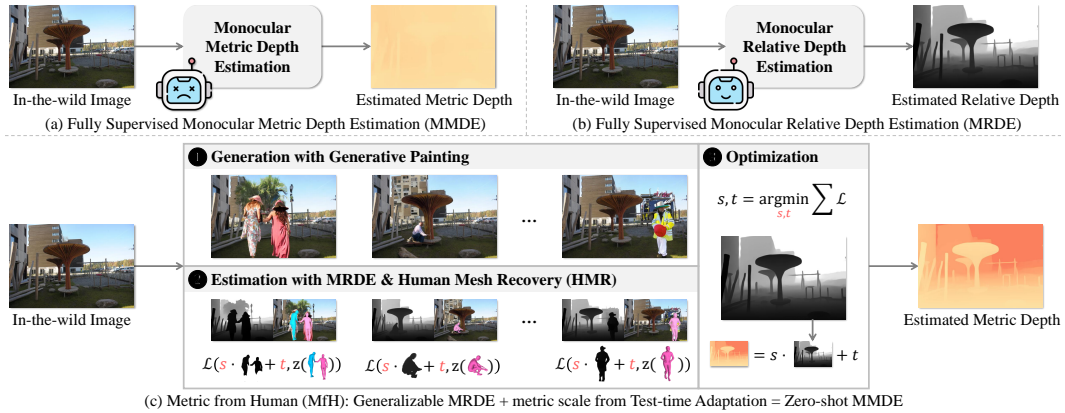 Monocular
Metric Depth
Estimation
In-the-wild Image
Estimated Metric Depth
(a) Fully Supervised Monocular Metric Depth Estimation (MMDE)
Monocular
Relative Depth
Estimation
In-the-wild Image
Estimated Relative Depth
(b) Fully Supervised Monocular Relative Depth Estimation (MRDE)
In-the-wild Image
1 Generation with Generative Painting
...
2 Estimation with MRDE & Human Mesh Recovery (HMR)
...
ℒ(s · + t, z( ))
ℒ(s · + t, z( ))
ℒ(s · + t, z( ))
3 Optimization
s, t = argmin ∑ ℒ
s,t
= s · + t
Estimated Metric Depth
(c) Metric from Human (MfH): Generalizable MRDE + metric scale from Test-time Adaptation = Zero-shot MMDE